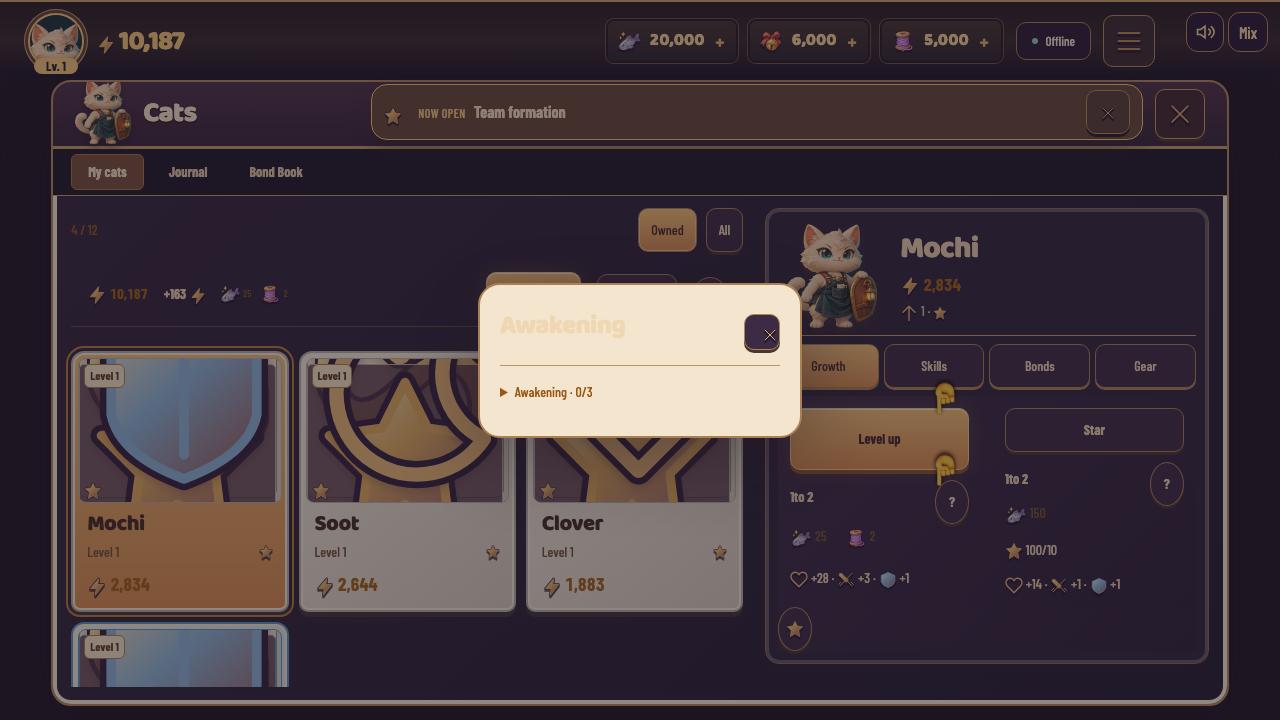 Lv. 1
10,187
20,000 +
6,000 +
5,000 +
Offline
Mix
Cats
NOW OPEN Team formation
My cats
Journal
Bond Book
4 / 12
Owned
All
10,187
+163
25
2
Mochi
2,834
1 ·
Awakening
Awakening · 0/3
Growth
Skills
Bonds
Gear
Level up
Star
1to 2
?
25
2
+28 · +3 · +1
1to 2
?
150
100/10
+14 · +1 · +1
Level 1
Mochi
Level 1
2,834
Level 1
Soot
Level 1
2,644
Clover
Level 1
1,883
Level 1